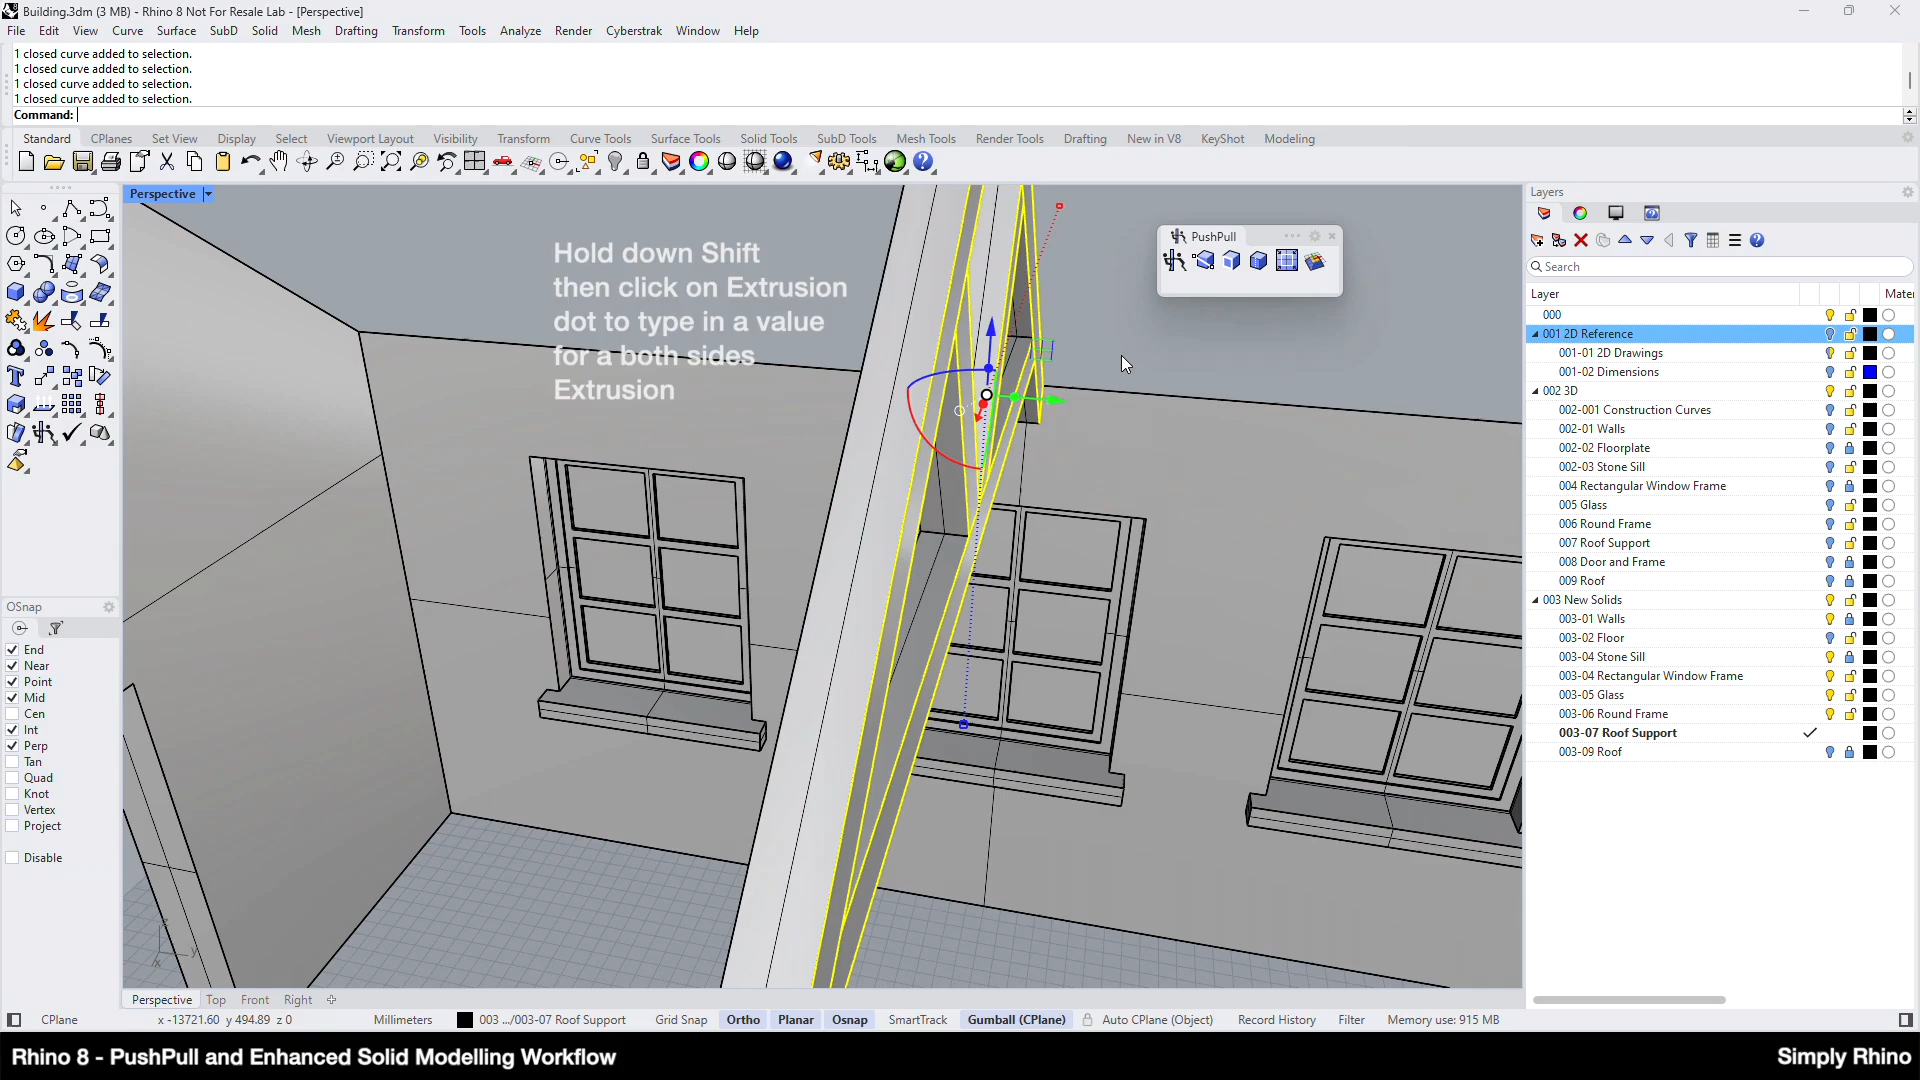 Building.3dm (3 MB) - Rhino 8 Not For Resale Lab - [Perspective]
File Edit View Curve Surface SubD Solid Mesh Drafting Transform Tools Analyze Render Cyberstrak Window Help
1 closed curve added to selection.
1 closed curve added to selection.
1 closed curve added to selection.
1 closed curve added to selection.
Command:
Standard CPlanes Set View Display Select Viewport Layout Visibility Transform Curve Tools Surface Tools Solid Tools SubD Tools Mesh Tools Render Tools Drafting New in V8 KeyShot Modeling
Perspective
Hold down Shift
then click on Extrusion
dot to type in a value
for a both sides
Extrusion
PushPull
OSnap
End
Near
Point
Mid
Cen
Int
Perp
Tan
Quad
Knot
Vertex
Project
Disable
z
y
x
Layers
Search
Layer Mater
000
001 2D Reference
001-01 2D Drawings
001-02 Dimensions
002 3D
002-001 Construction Curves
002-01 Walls
002-02 Floorplate
002-03 Stone Sill
004 Rectangular Window Frame
005 Glass
006 Round Frame
007 Roof Support
008 Door and Frame
009 Roof
003 New Solids
003-01 Walls
003-02 Floor
003-04 Stone Sill
003-04 Rectangular Window Frame
003-05 Glass
003-06 Round Frame
003-07 Roof Support
003-09 Roof
Perspective Top Front Right
CPlane x -13721.60 y 494.89 z 0 Millimeters 003 .../003-07 Roof Support Grid Snap Ortho Planar Osnap SmartTrack Gumball (CPlane) Auto CPlane (Object) Record History Filter Memory use: 915 MB
Rhino 8 - PushPull and Enhanced Solid Modelling Workflow
Simply Rhino